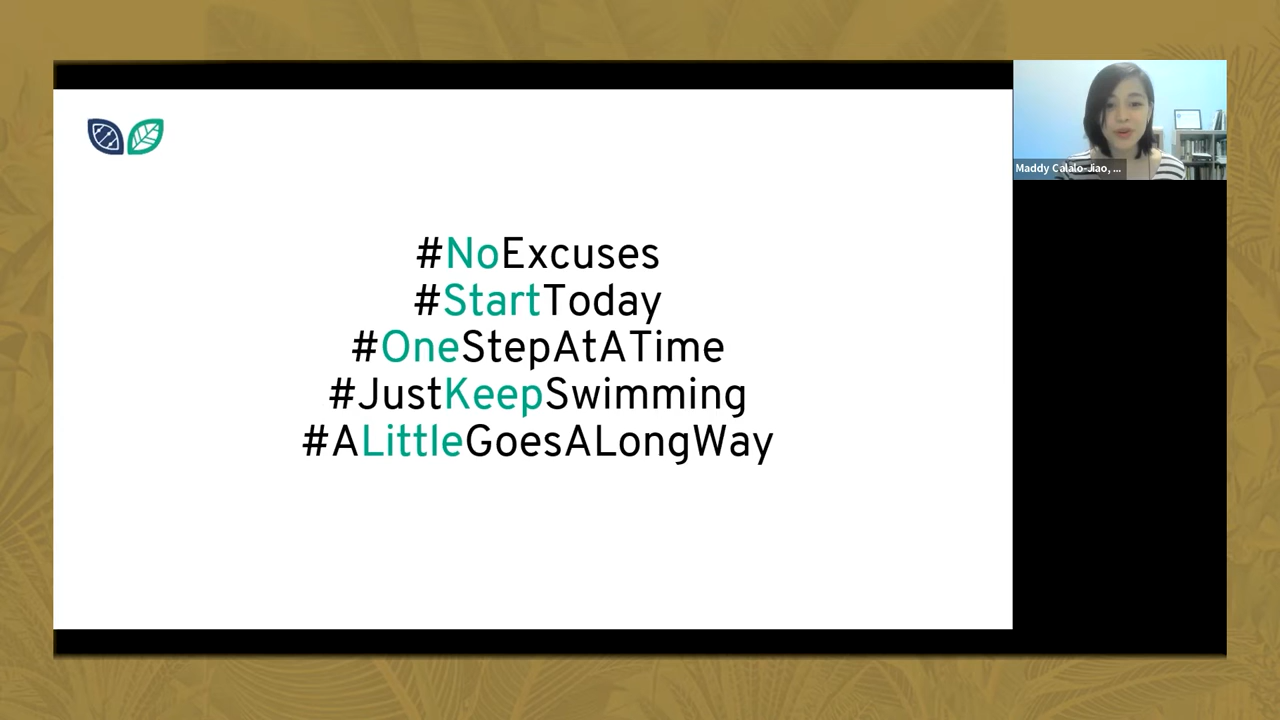 #NoExcuses
#StartToday
#OneStepAtATime
#JustKeepSwimming
#ALittleGoesALongWay
Maddy Calalo-Jiao, ...